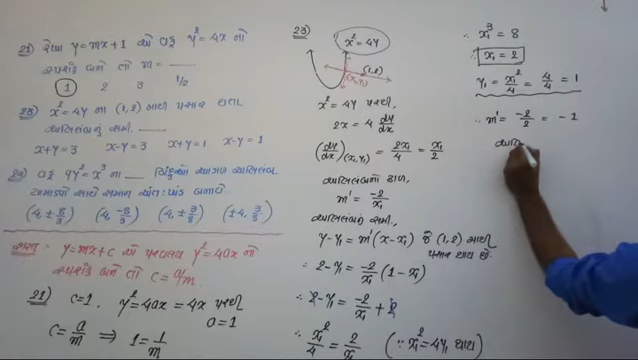 21) રેખા y=mx+1 એ વક્ર y²=4x નો
સ્પર્શક બને તો m = ___
1 2 3 1/2
23) x²=4y ના (1,2) માંથી પસાર થતા
અભિલંબનું સમી. ___
x+y=3 x-y=3 x+y=1 x-y=1
24) વક્ર 9y²=x³ ના ___ બિંદુએ આગળ અભિલંબ
અક્ષો સાથે સમાન અંતઃખંડ બનાવે
(4, ±8/3) (4, -8/3) (4, ±3/8) (±4, 3/8)
y=mx+c એ પરવલય y²=4ax નો
સ્પર્શક બને તો c = a/m.
21) c=1. y²=4ax = 4x પરથી
a=1
c = a/m ⇒ 1 = 1/m
23) x²=4y
(1,2)
(x₁,y₁)
x²=4y પરથી,
2x = 4 dy/dx
(dy/dx)(x₁,y₁) = 2x₁/4 = x₁/2
અભિલંબનો ઢાળ,
m' = -2/x₁
અભિલંબનું સમી.,
y-y₁ = m'(x-x₁) જે (1,2) માંથી
પસાર થાય છે.
∴ 2-y₁ = -2/x₁ (1-x₁)
∴ 2-y₁ = -2/x₁ + 2
∴ x₁²/4 = 2/x₁ (∵ x₁²=4y₁ થાય)
∴ x₁³ = 8
∴ x₁ = 2
y₁ = x₁²/4 = 4/4 = 1
∴ m' = -2/2 = -1